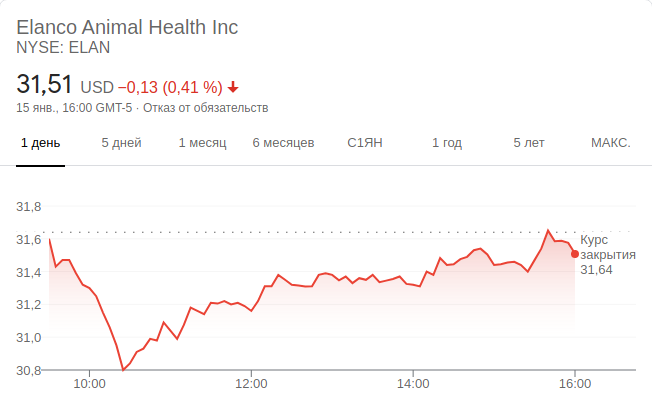 Elanco Animal Health Inc
NYSE: ELAN
31,51 USD −0,13 (0,41 %)
15 янв., 16:00 GMT-5 · Отказ от обязательств
1 день 5 дней 1 месяц 6 месяцев С1ЯН 1 год 5 лет МАКС.
31,8
31,6
31,4
31,2
31,0
30,8
Курс
закрытия
31,64
10:00 12:00 14:00 16:00